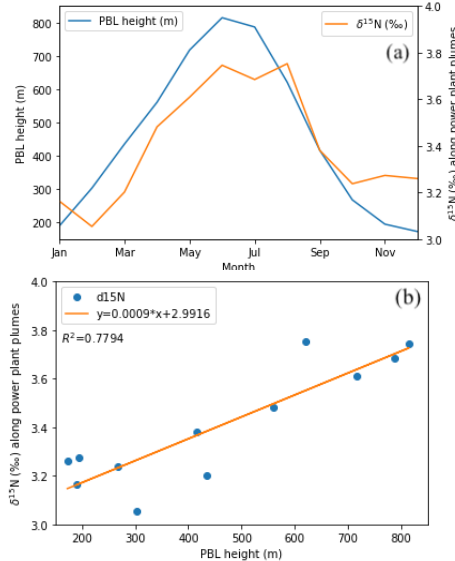 PBL height (m)
δ¹⁵N (‰)
(a)
800
700
600
500
400
300
200
PBL height (m)
4.0
3.8
3.6
3.4
3.2
3.0
δ¹⁵N (‰) along power plant plumes
Jan Mar May Jul Sep Nov
Month
(b)
d15N
y=0.0009*x+2.9916
R²=0.7794
4.0
3.8
3.6
3.4
3.2
3.0
δ¹⁵N (‰) along power plant plumes
200 300 400 500 600 700 800
PBL height (m)